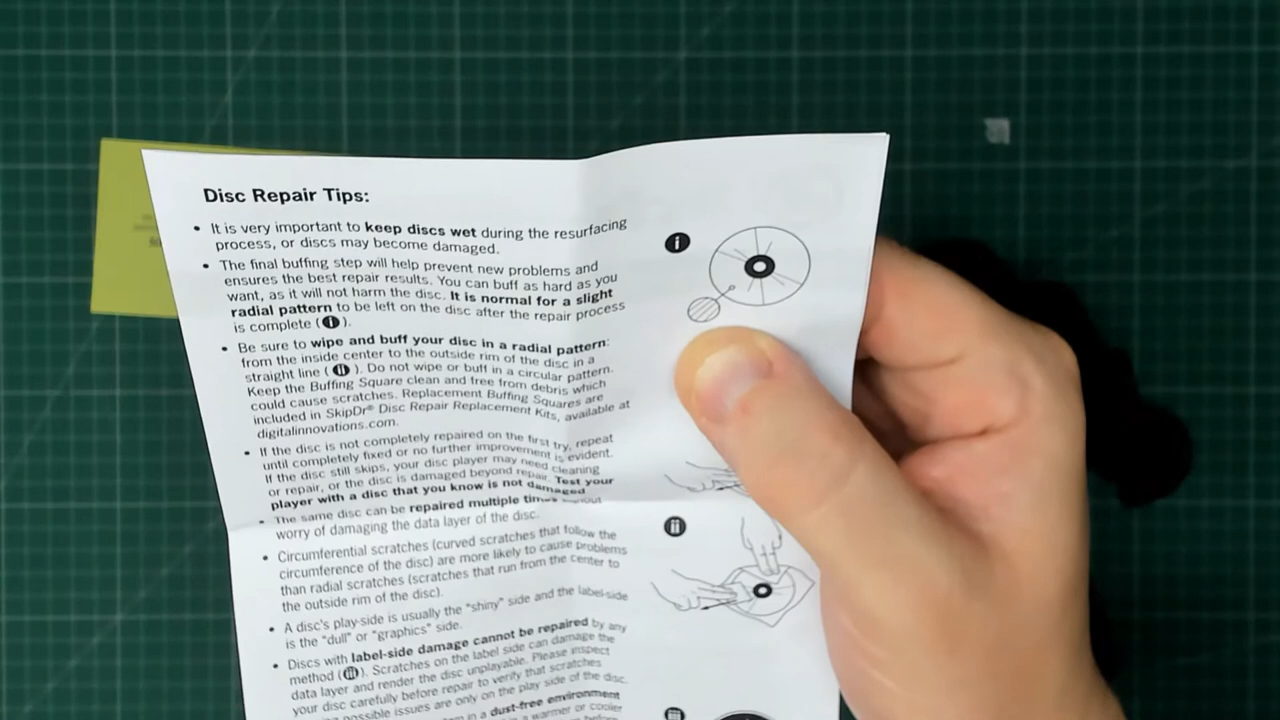 Disc Repair Tips:
• It is very important to keep discs wet during the resurfacing
process, or discs may become damaged.
• The final buffing step will help prevent new problems and
ensures the best repair results. You can buff as hard as you
want, as it will not harm the disc. It is normal for a slight
radial pattern to be left on the disc after the repair process
is complete (i).
• Be sure to wipe and buff your disc in a radial pattern:
from the inside center to the outside rim of the disc in a
straight line (ii). Do not wipe or buff in a circular pattern.
Keep the Buffing Square clean and free from debris which
could cause scratches. Replacement Buffing Squares are
included in SkipDr® Disc Repair Replacement Kits, available at
digitalinnovations.com.
• If the disc is not completely repaired on the first try, repeat
until completely fixed or no further improvement is evident.
If the disc still skips, your disc player may need cleaning
or repair, or the disc is damaged beyond repair. Test your
player with a disc that you know is not damaged
• The same disc can be repaired multiple times without
worry of damaging the data layer of the disc.
• Circumferential scratches (curved scratches that follow the
circumference of the disc) are more likely to cause problems
than radial scratches (scratches that run from the center to
the outside rim of the disc).
• A disc's play-side is usually the "shiny" side and the label-side
is the "dull" or "graphics" side.
• Discs with label-side damage cannot be repaired by any
method (iii). Scratches on the label side can damage the
data layer and render the disc unplayable. Please inspect
your disc carefully before repair to verify that scratches
possible issues are only on the play side of the disc.
in a dust-free environment
in a warmer or cooler
before
i
ii
iii